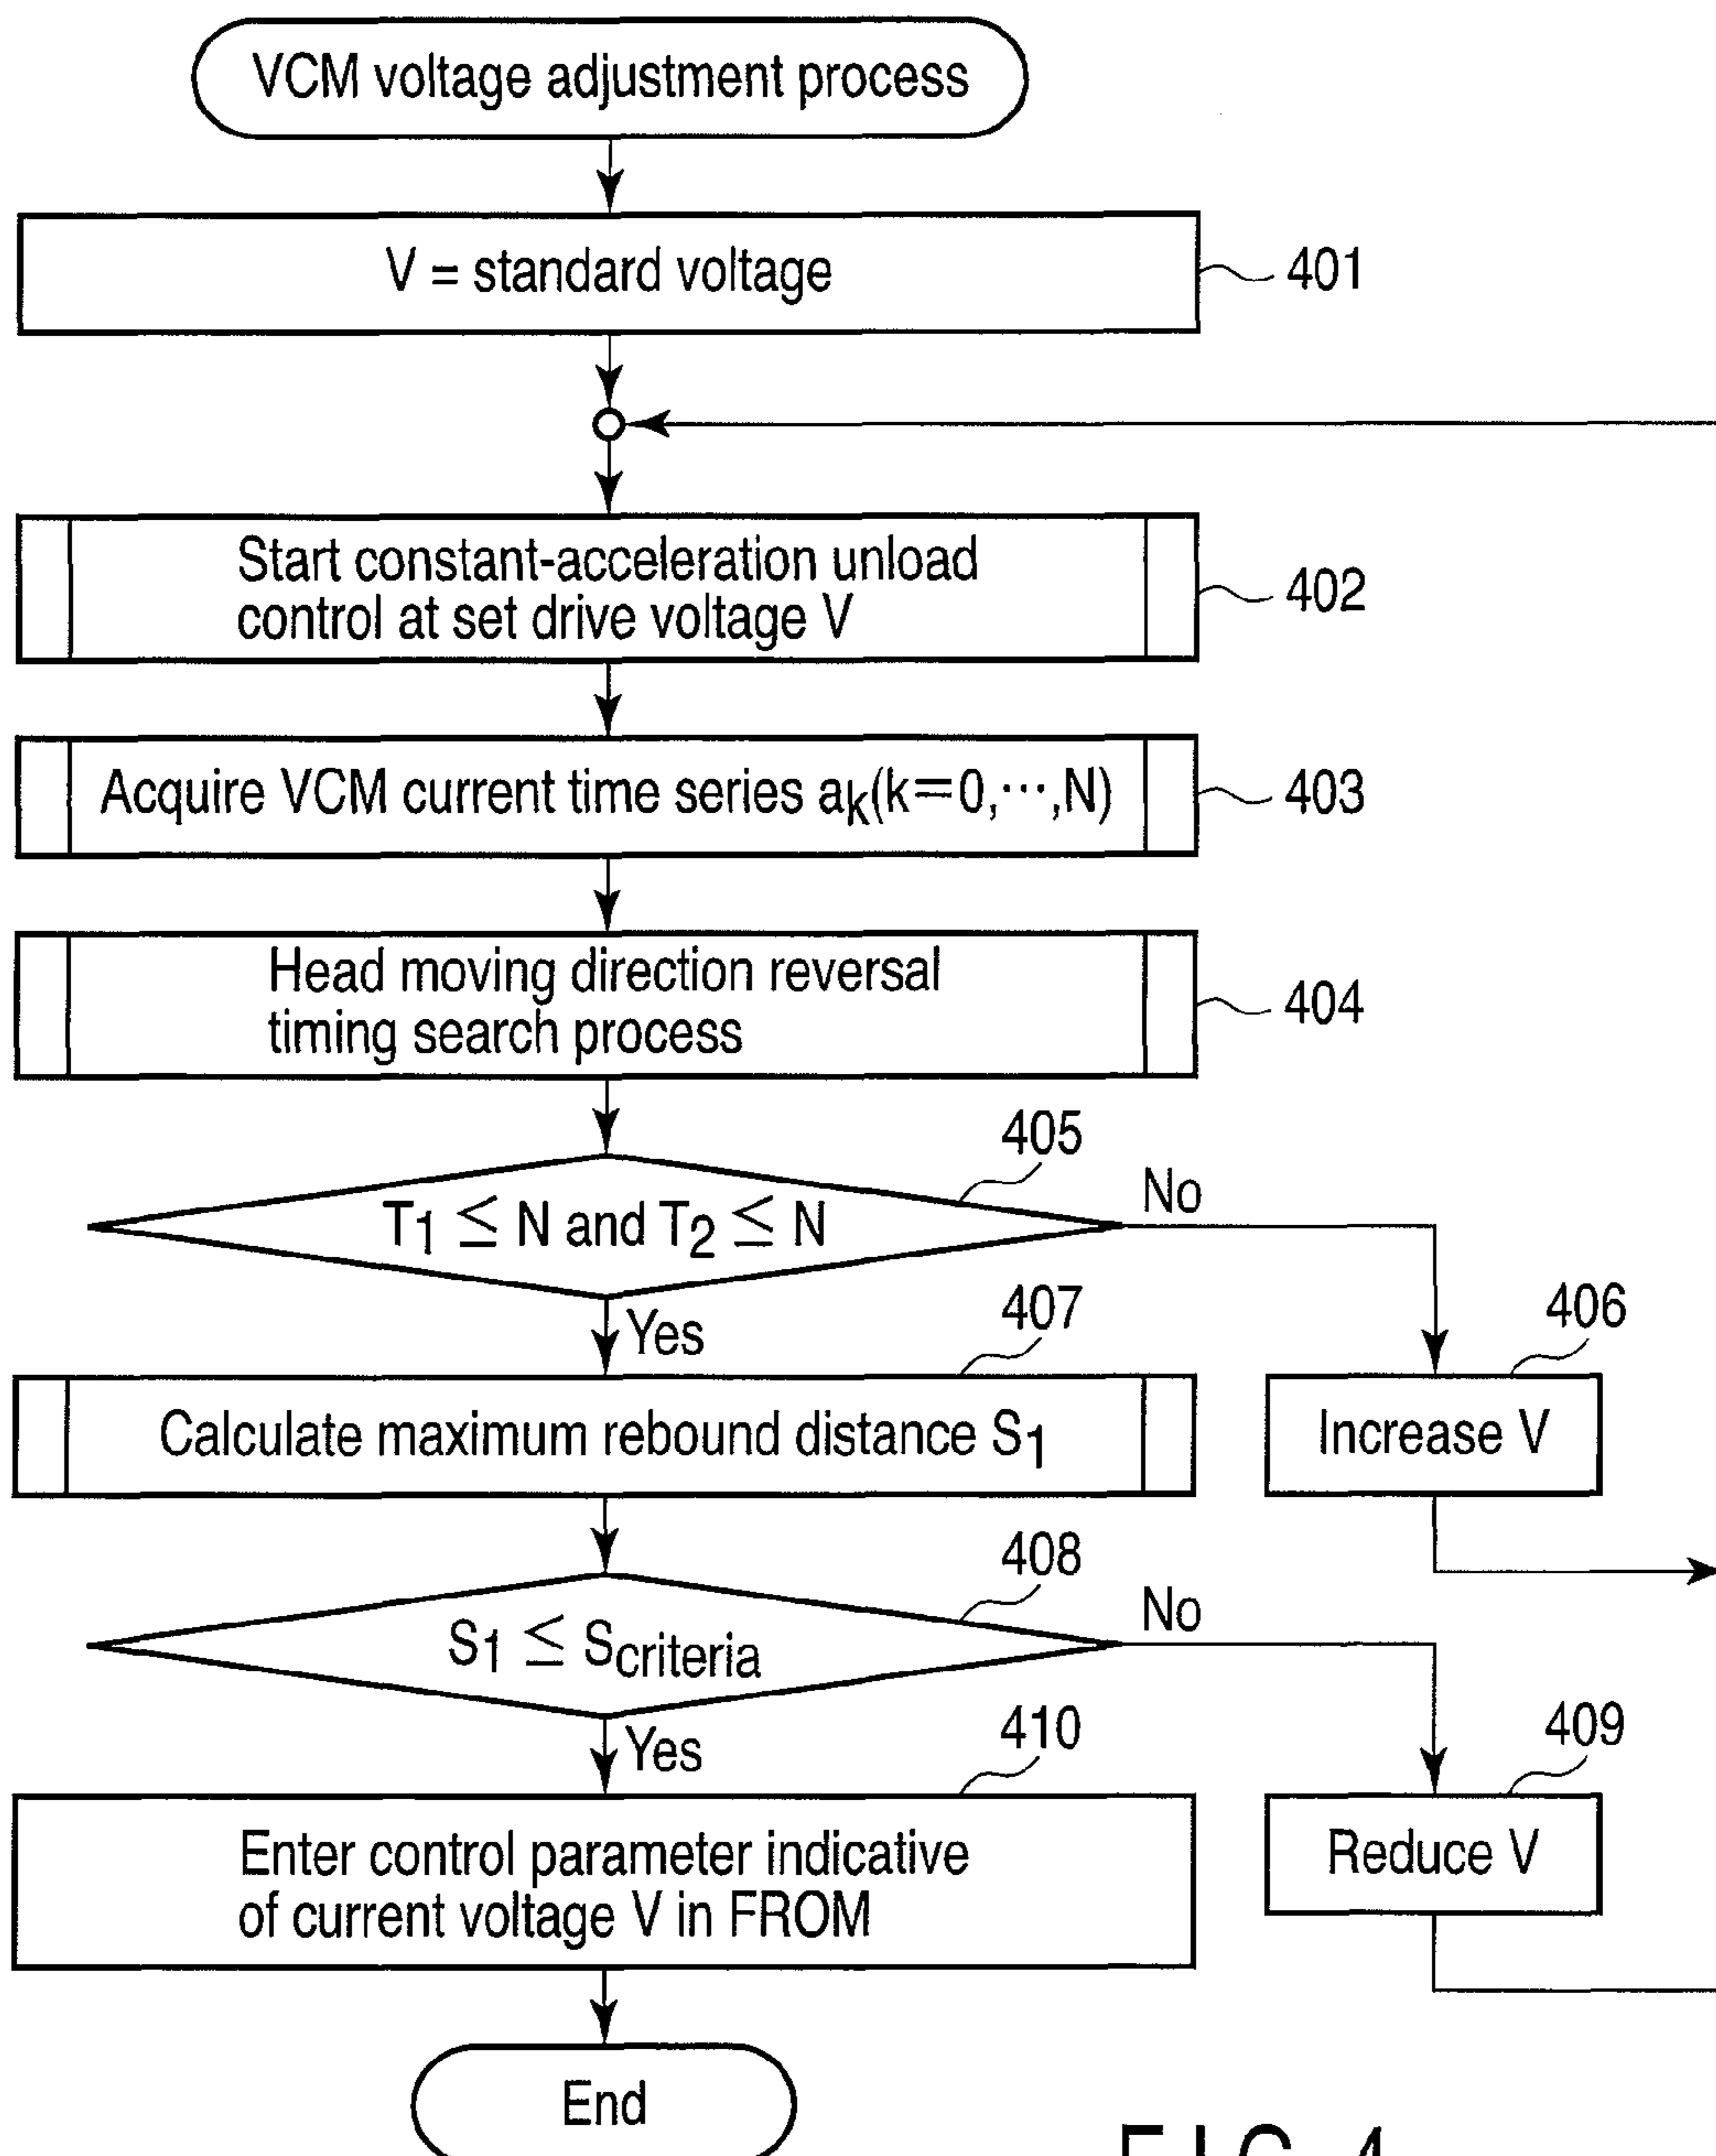 VCM voltage adjustment process
V = standard voltage
401
Start constant-acceleration unload
control at set drive voltage V
402
Acquire VCM current time series ak(k=0,···,N)
403
Head moving direction reversal
timing search process
404
405
T1 ≤ N and T2 ≤ N
No
Yes
407
406
Calculate maximum rebound distance S1
Increase V
408
S1 ≤ Scriteria
No
Yes
410
409
Enter control parameter indicative
of current voltage V in FROM
Reduce V
End
FIG. 4